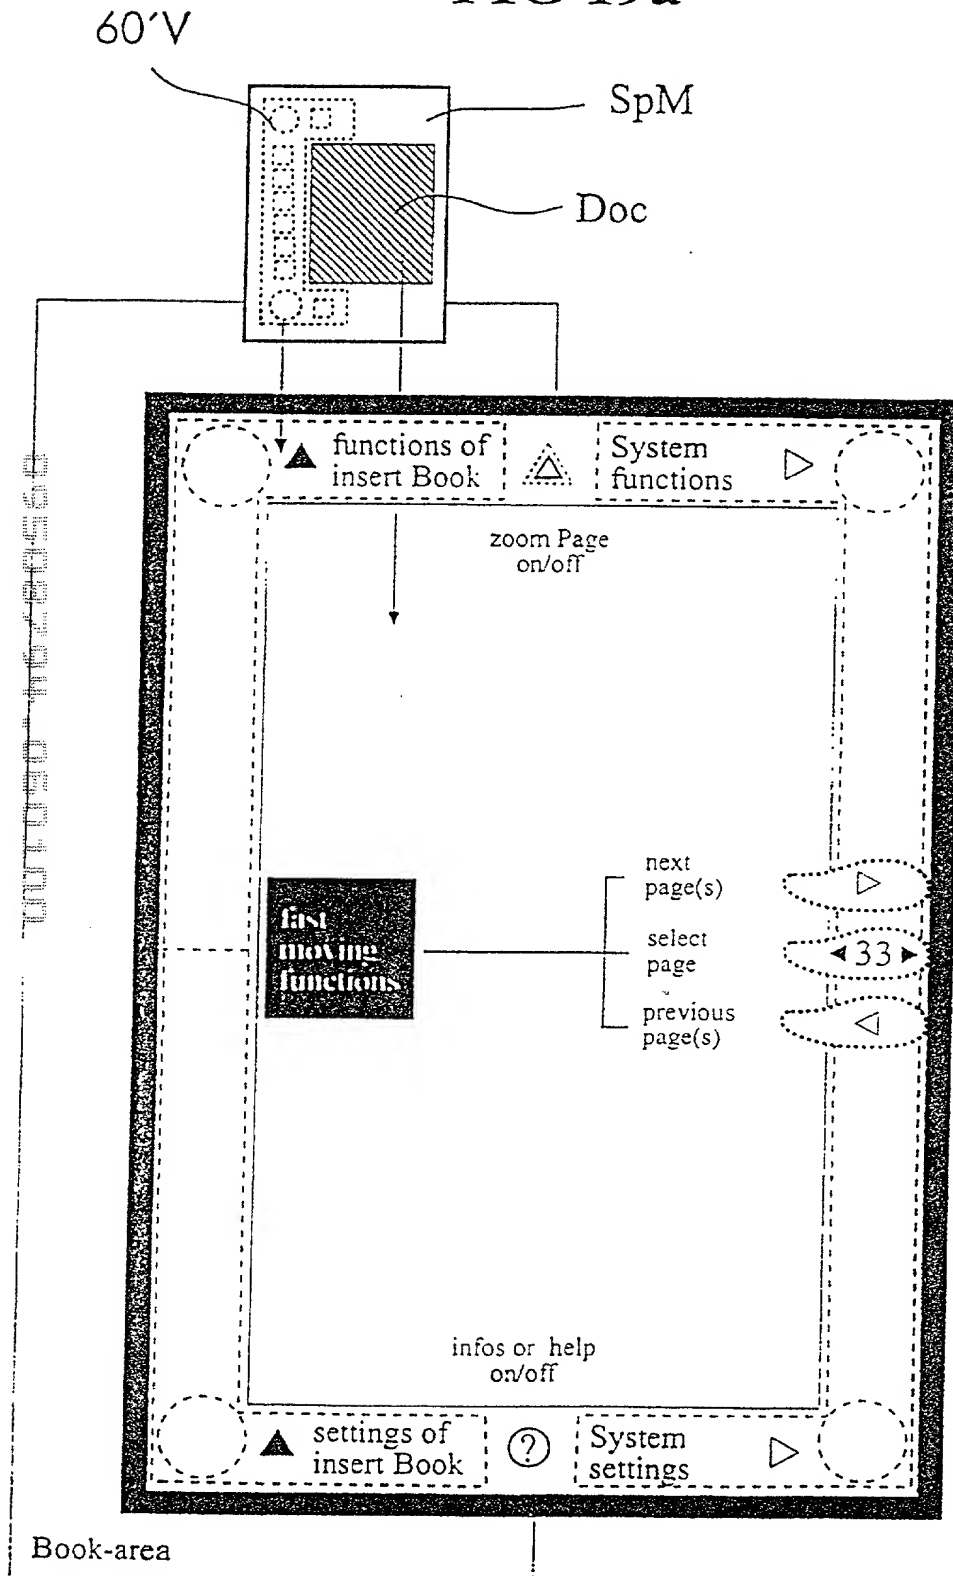 60'V
SpM
Doc
functions of
insert Book
System
functions
zoom Page
on/off
fast
moving
functions
next
page(s)
select
page
33
previous
page(s)
infos or help
on/off
settings of
insert Book
?
System
settings
Book-area